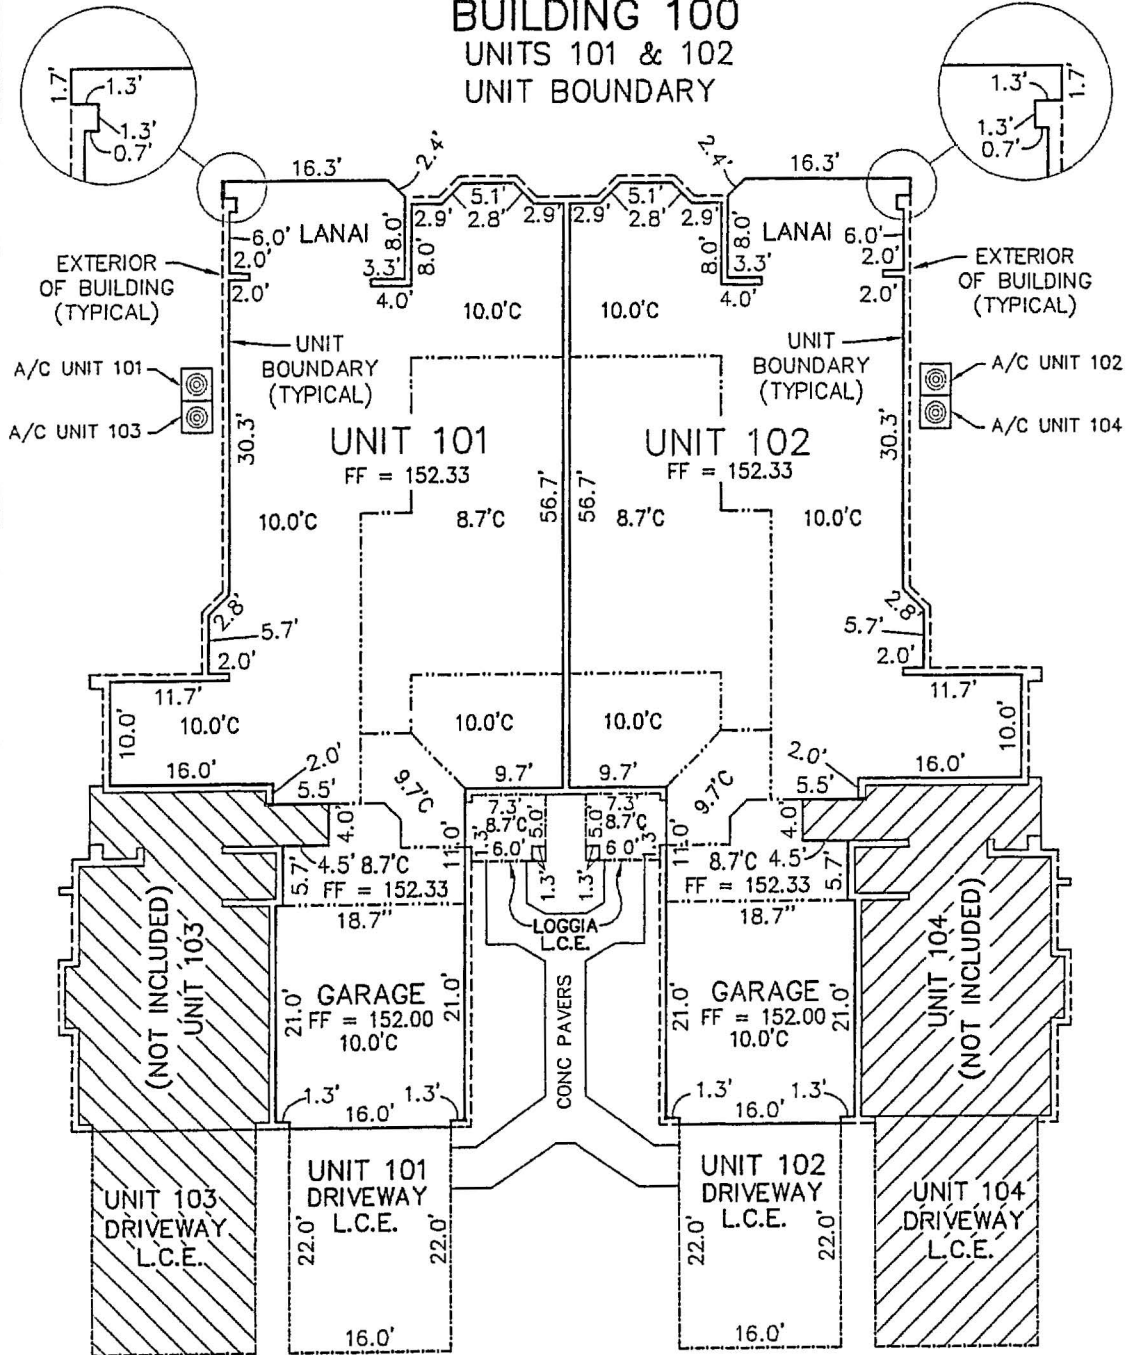 BUILDING 100
UNITS 101 & 102
UNIT BOUNDARY
1.7'
1.3'
1.3'
0.7'
1.3'
1.7'
1.3'
0.7'
16.3'
2.4'
2.4'
16.3'
5.1'
5.1'
2.9'
2.8'
2.9'
2.9'
2.8'
2.9'
6.0'
LANAI
8.0'
8.0'
8.0'
8.0'
LANAI
6.0'
EXTERIOR
OF BUILDING
(TYPICAL)
2.0'
2.0'
3.3'
4.0'
3.3'
4.0'
2.0'
2.0'
EXTERIOR
OF BUILDING
(TYPICAL)
10.0'C
10.0'C
UNIT
BOUNDARY
(TYPICAL)
UNIT
BOUNDARY
(TYPICAL)
A/C UNIT 101
A/C UNIT 103
A/C UNIT 102
A/C UNIT 104
30.3'
UNIT 101
FF = 152.33
56.7'
56.7'
UNIT 102
FF = 152.33
30.3'
10.0'C
8.7'C
8.7'C
10.0'C
2.8'
5.7'
2.0'
2.8'
5.7'
2.0'
11.7'
10.0'
10.0'C
16.0'
10.0'C
10.0'C
11.7'
10.0'
16.0'
2.0'
5.5'
9.7'C
9.7'
9.7'
9.7'C
2.0'
5.5'
4.0'
4.5'
5.7'
8.7'C
FF = 152.33
18.7"
11.0'
1.3'
7.3'
8.7'C
6.0'
5.0'
1.3'
5.0'
7.3'
8.7'C
6.0'
1.3'
1.3'
11.0'
4.0'
4.5'
5.7'
8.7'C
FF = 152.33
18.7"
LOGGIA
L.C.E.
(NOT INCLUDED)
UNIT 103
21.0'
GARAGE
FF = 152.00
10.0'C
21.0'
CONC PAVERS
21.0'
GARAGE
FF = 152.00
10.0'C
21.0'
UNIT 104
(NOT INCLUDED)
1.3'
16.0'
1.3'
1.3'
16.0'
1.3'
UNIT 103
DRIVEWAY
L.C.E.
UNIT 101
DRIVEWAY
L.C.E.
22.0'
22.0'
16.0'
UNIT 102
DRIVEWAY
L.C.E.
22.0'
22.0'
16.0'
UNIT 104
DRIVEWAY
L.C.E.